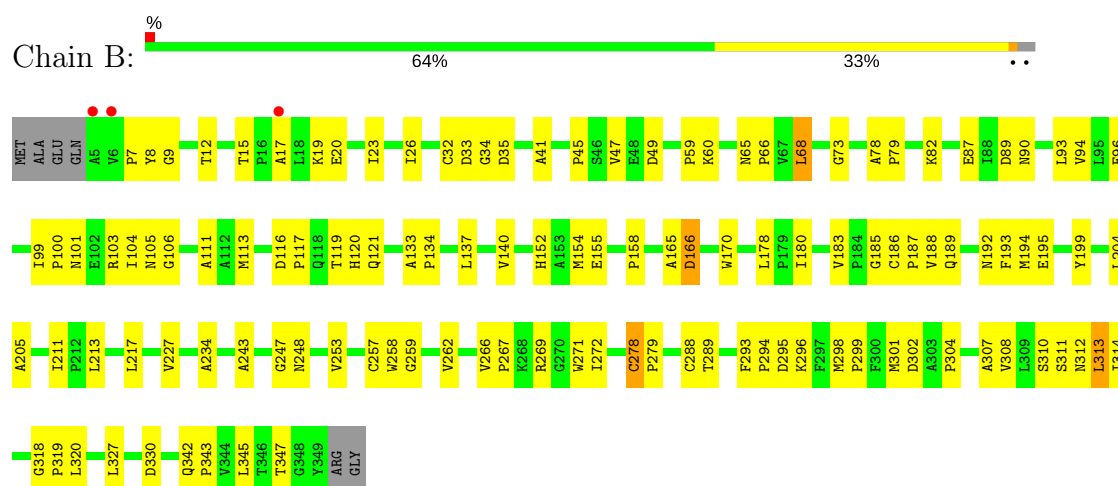 %
Chain B:
64% 33% • •
MET ALA GLU GLN A5 V6 P7 Y8 G9 T12 T15 P16 A17 L18 K19 E20 I23 I26 C32 D33 G34 D35 A41 P45 S46 V47 E48 D49 P59 K60 N65 P66 V67 L68 G73 A78 P79 K82 E87 I88 D89 N90 L93 V94 L95
I99 P100 N101 E102 R103 I104 N105 G106 A111 A112 M113 D116 P117 Q118 T119 H120 Q121 A133 P134 L137 V140 H152 A153 M154 E155 P158 A165 D166 W170 L178 P179 I180 V183 P184 G185 C186 P187 V188 Q189 N192 F193 M194 E195 Y199
A205 I211 P212 L213 L217 V227 A234 A243 G247 N248 V253 C257 W258 G259 V262 V266 P267 K268 R269 G270 W271 I272 C278 P279 C288 T289 F293 P294 D295 K296 F297 M298 P299 F300 M301 D302 A303 P304 A307 V308 L309 S310 S311 N312 L313
G318 P319 L320 L327 D330 Q342 P343 V344 L345 T346 T347 G348 Y349 ARG GLY